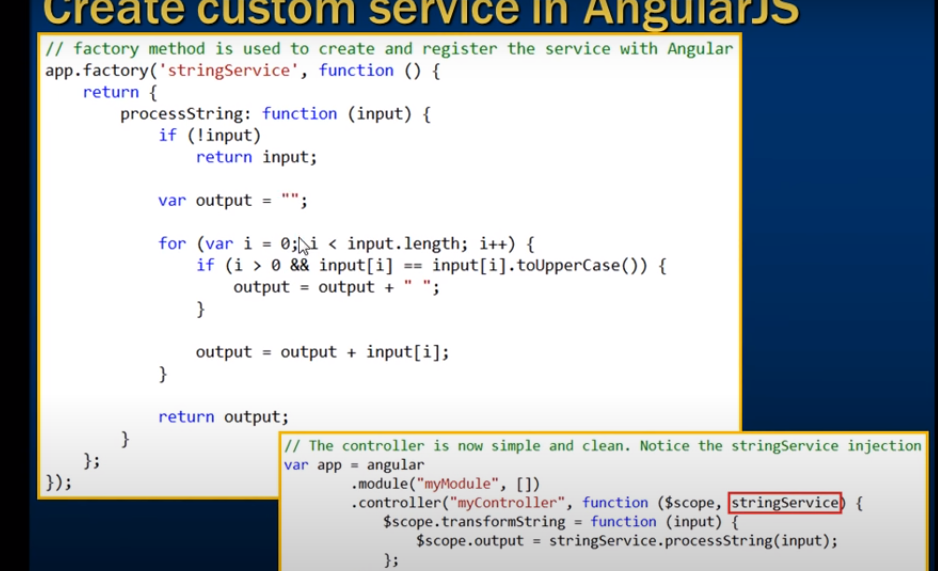 Create custom service in AngularJS
// factory method is used to create and register the service with Angular
app.factory('stringService', function () {
    return {
        processString: function (input) {
            if (!input)
                return input;

            var output = "";

            for (var i = 0; i < input.length; i++) {
                if (i > 0 && input[i] == input[i].toUpperCase()) {
                    output = output + " ";
                }

                output = output + input[i];
            }

            return output;
        }
    };
});
// The controller is now simple and clean. Notice the stringService injection
var app = angular
        .module("myModule", [])
        .controller("myController", function ($scope, stringService) {
            $scope.transformString = function (input) {
                $scope.output = stringService.processString(input);
            };